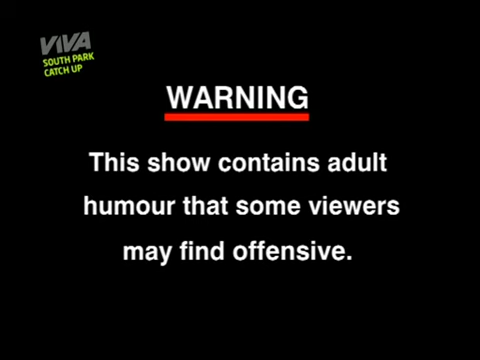 VIVA
SOUTH PARK
CATCH UP
WARNING
This show contains adult
humour that some viewers
may find offensive.